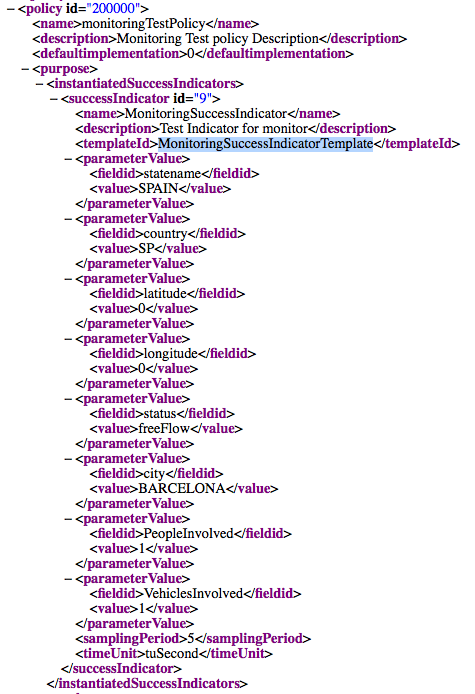 − <policy id="200000">
<name>monitoringTestPolicy</name>
<description>Monitoring Test policy Description</description>
<defaultimplementation>0</defaultimplementation>
− <purpose>
− <instantiatedSuccessIndicators>
− <successIndicator id="9">
<name>MonitoringSuccessIndicator</name>
<description>Test Indicator for monitor</description>
<templateId>MonitoringSuccessIndicatorTemplate</templateId>
− <parameterValue>
<fieldid>statename</fieldid>
<value>SPAIN</value>
</parameterValue>
− <parameterValue>
<fieldid>country</fieldid>
<value>SP</value>
</parameterValue>
− <parameterValue>
<fieldid>latitude</fieldid>
<value>0</value>
</parameterValue>
− <parameterValue>
<fieldid>longitude</fieldid>
<value>0</value>
</parameterValue>
− <parameterValue>
<fieldid>status</fieldid>
<value>freeFlow</value>
</parameterValue>
− <parameterValue>
<fieldid>city</fieldid>
<value>BARCELONA</value>
</parameterValue>
− <parameterValue>
<fieldid>PeopleInvolved</fieldid>
<value>1</value>
</parameterValue>
− <parameterValue>
<fieldid>VehiclesInvolved</fieldid>
<value>1</value>
</parameterValue>
<samplingPeriod>5</samplingPeriod>
<timeUnit>tuSecond</timeUnit>
</successIndicator>
</instantiatedSuccessIndicators>